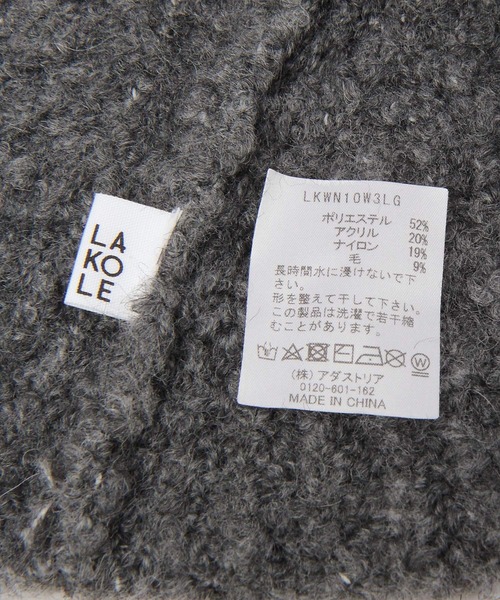 LA
KO
LE
LKWN10W3LG
ポリエステル 52%
アクリル 20%
ナイロン 19%
毛 9%
長時間水に浸けないで下
さい。
形を整えて干して下さい。
この製品は洗濯で若干縮
むことがあります。
(株) アダストリア
0120-601-162
MADE IN CHINA